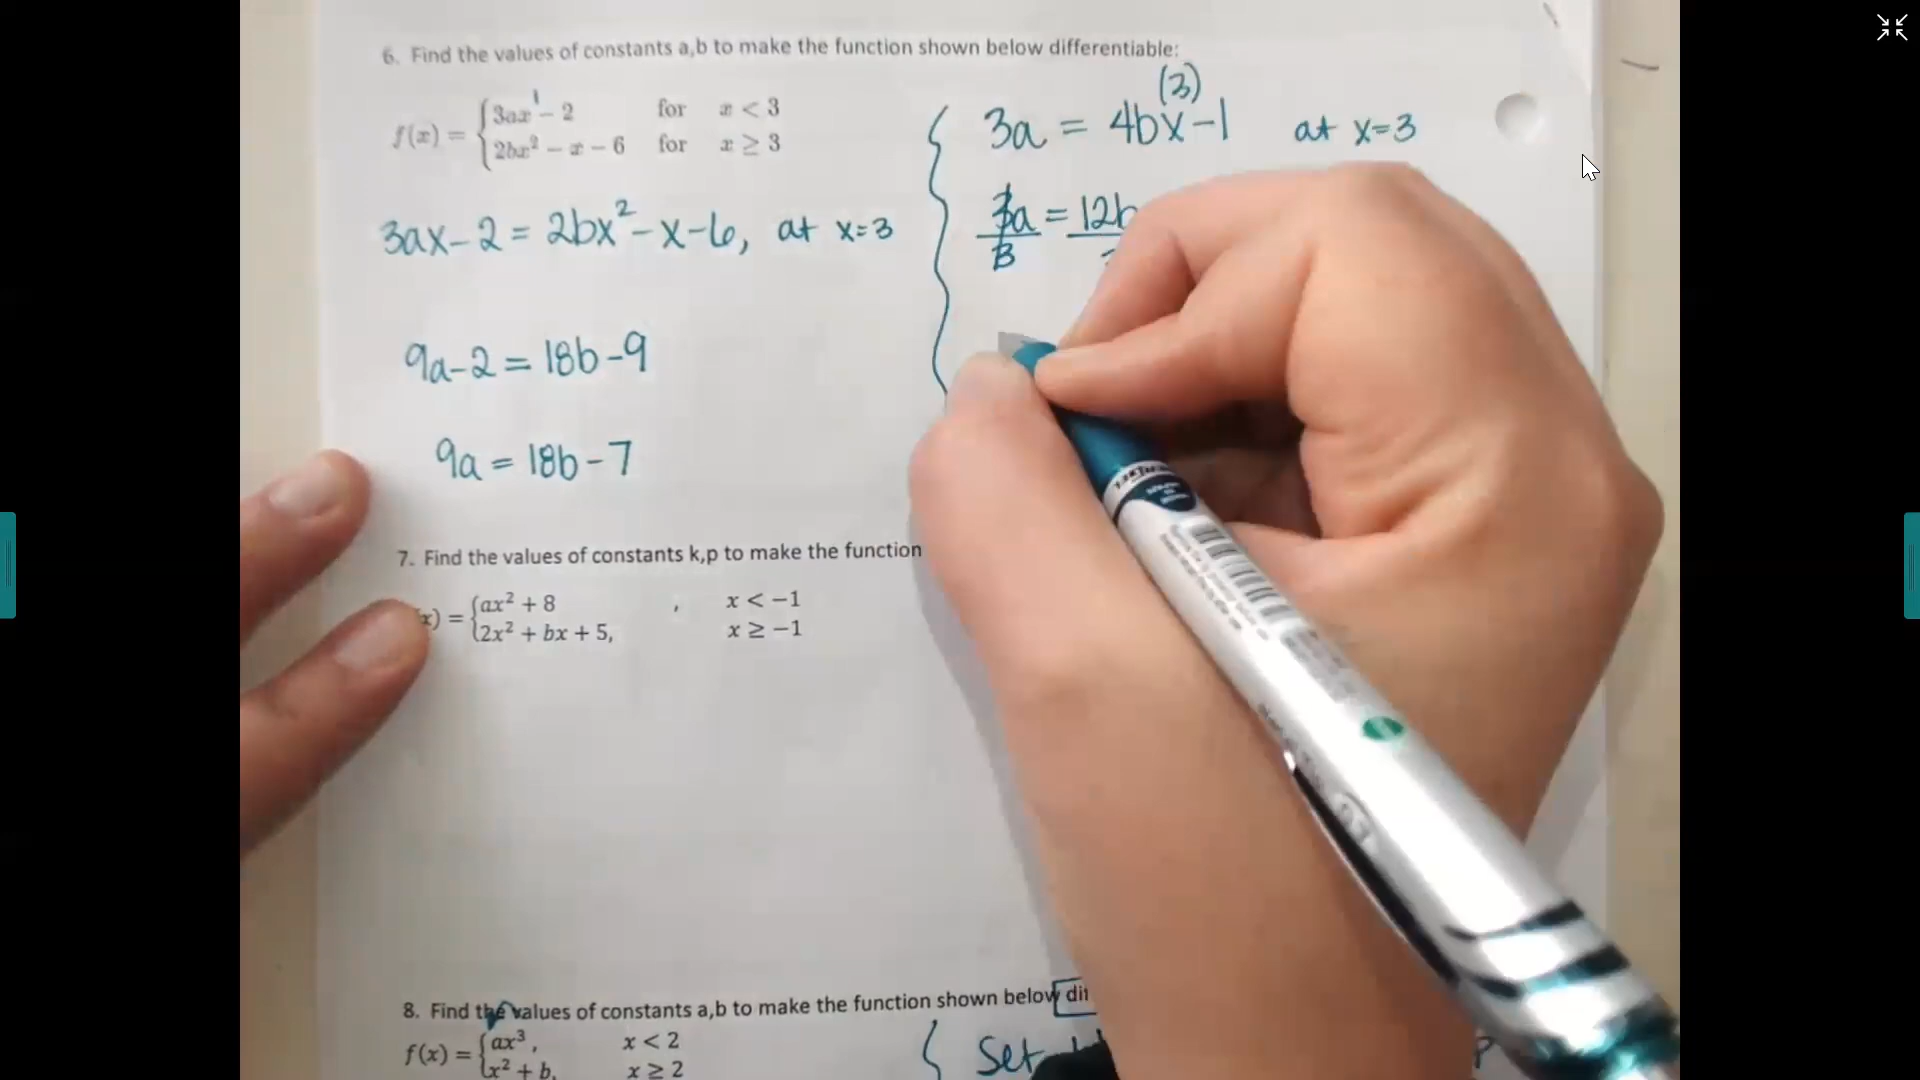 6. Find the values of constants a,b to make the function shown below differentiable:
f(x) = { 3ax¹ - 2 for x < 3
2bx² - x - 6 for x ≥ 3
3ax - 2 = 2bx² - x - 6, at x=3
9a - 2 = 18b - 9
9a = 18b - 7
(3)
3a = 4bx - 1 at x=3
3a = 12b
3
7. Find the values of constants k,p to make the function
x) = { ax² + 8 , x < -1
2x² + bx + 5, x ≥ -1
8. Find the values of constants a,b to make the function shown below
f(x) = { ax³, x < 2
x² + b, x ≥ 2
Set